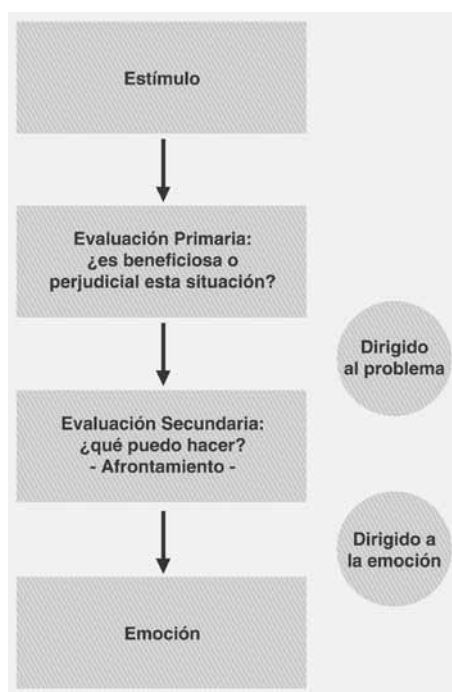 Estímulo
Evaluación Primaria:
¿es beneficiosa o
perjudicial esta situación?
Dirigido
al problema
Evaluación Secundaria:
¿qué puedo hacer?
- Afrontamiento -
Dirigido a
la emoción
Emoción